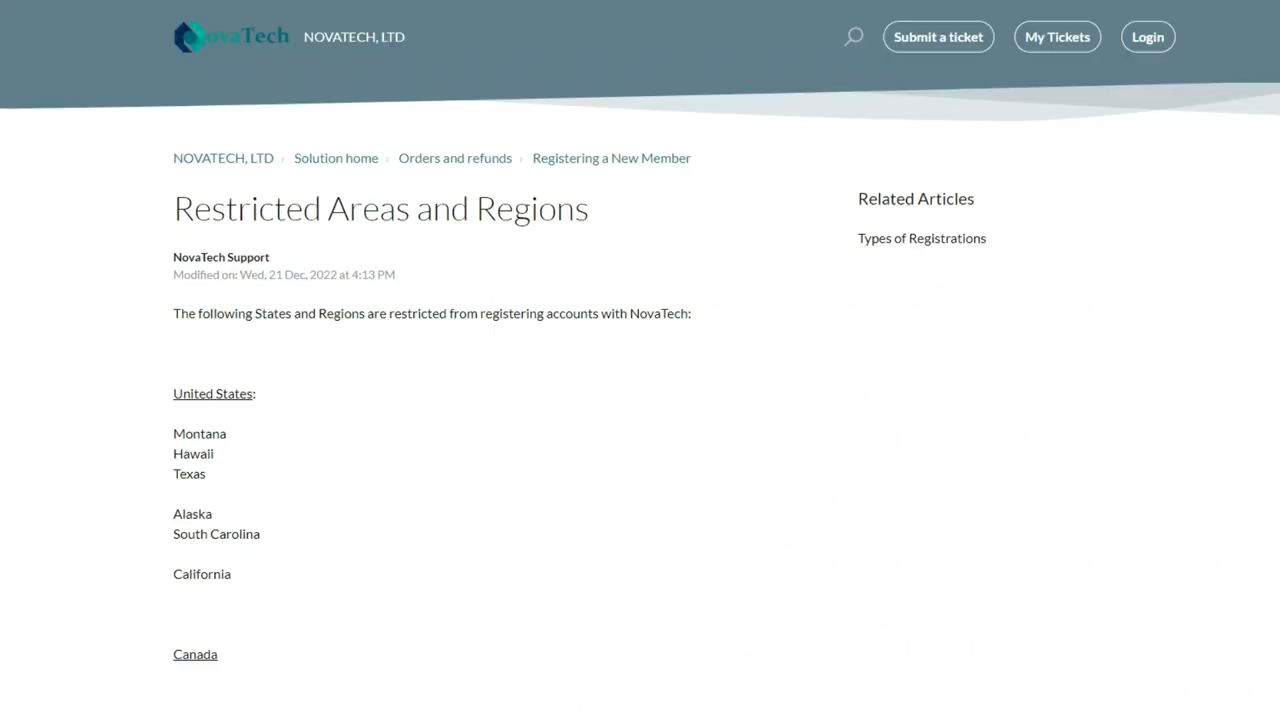 NovaTech NOVATECH, LTD
Submit a ticket
My Tickets
Login
NOVATECH, LTD › Solution home › Orders and refunds › Registering a New Member
Restricted Areas and Regions
NovaTech Support
Modified on: Wed, 21 Dec, 2022 at 4:13 PM
The following States and Regions are restricted from registering accounts with NovaTech:
United States:
Montana
Hawaii
Texas
Alaska
South Carolina
California
Canada
Related Articles
Types of Registrations